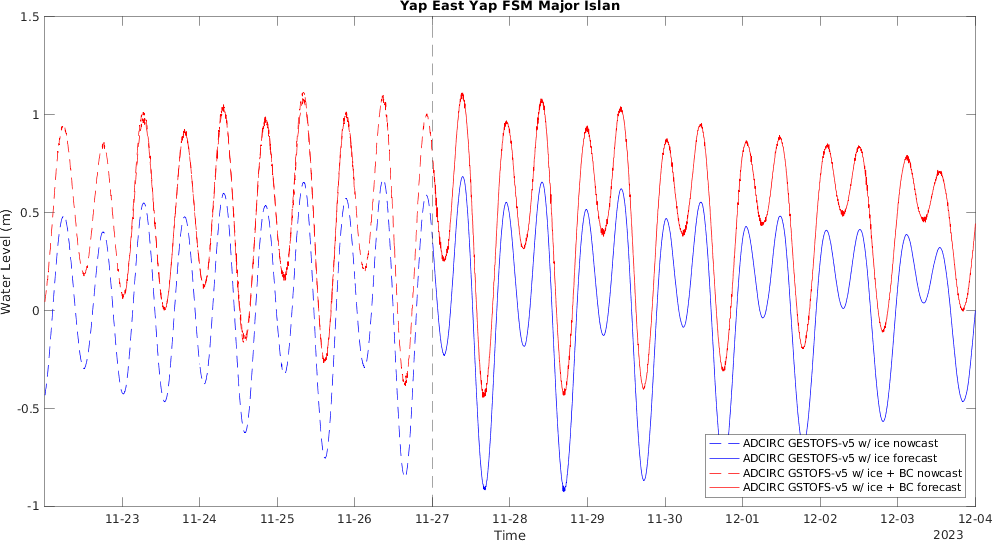 Yap East Yap FSM Major Islan
1.5
1
0.5
0
-0.5
-1
Water Level (m)
11-23
11-24
11-25
11-26
11-27
11-28
11-29
11-30
12-01
12-02
12-03
12-04
Time
2023
ADCIRC GESTOFS-v5 w/ ice nowcast
ADCIRC GESTOFS-v5 w/ ice forecast
ADCIRC GSTOFS-v5 w/ ice + BC nowcast
ADCIRC GSTOFS-v5 w/ ice + BC forecast